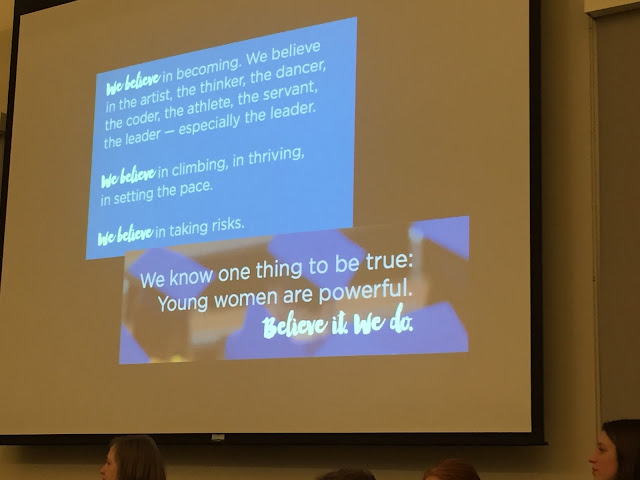 We believe in becoming. We believe
in the artist, the thinker, the dancer,
the coder, the athlete, the servant,
the leader — especially the leader.
We believe in climbing, in thriving,
in setting the pace.
We believe in taking risks.
We know one thing to be true:
Young women are powerful.
Believe it. We do.